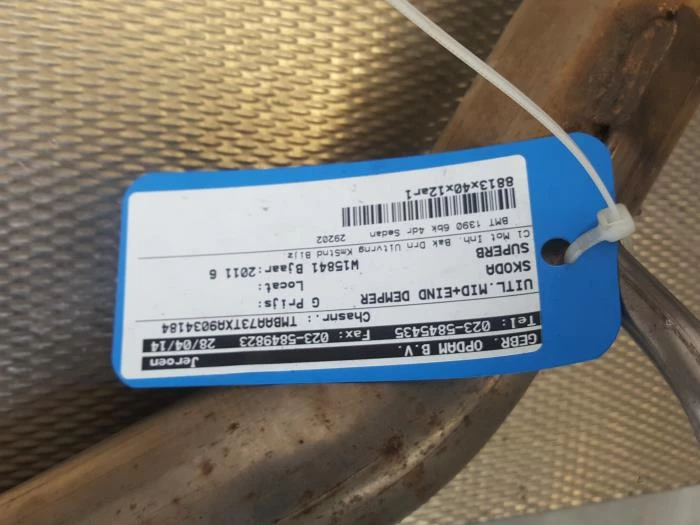 GEBR. OPDAM B.V. Jeroen
Tel: 023-5845435 Fax: 023-5849823 28/04/14
Chasnr.: TMBAA73TXA9034184
UITL.MID+EIND DEMPER G Prijs:
SKODA Locat:
SUPERB W15841 Bjaar:2011 6
Cl Mot Inh. Bak Drn Uitvrng KmStnd Bljz
BMT 1390 6bk 4dr Sedan 29202
8813x40x12ar1